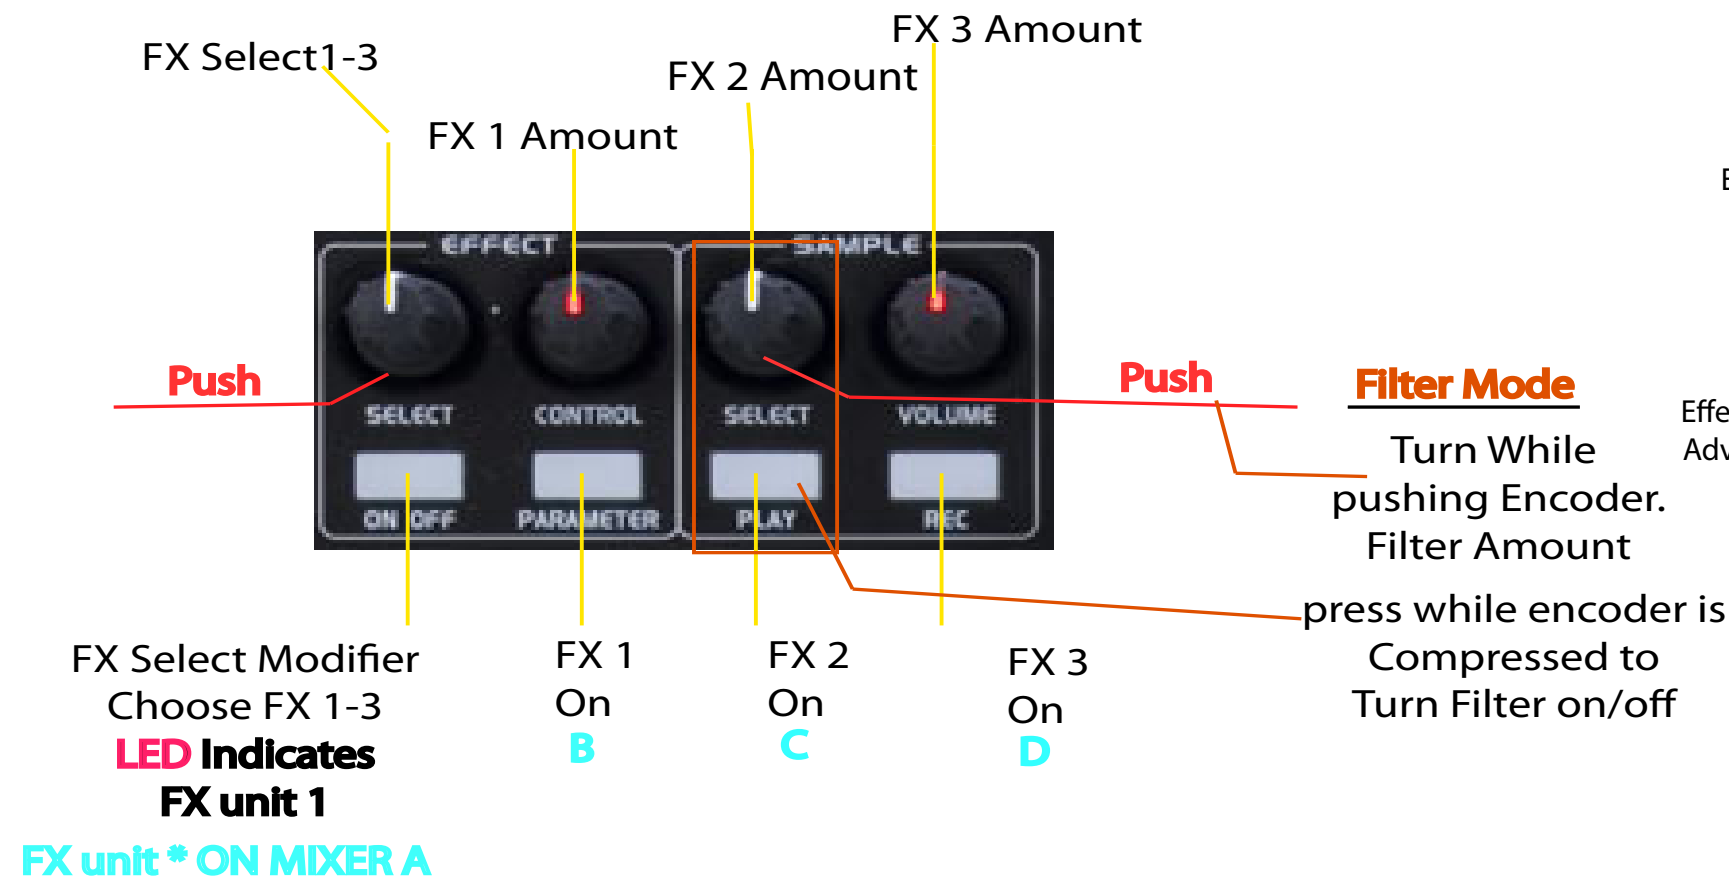 FX 3 Amount
FX Select1-3
FX 2 Amount
FX 1 Amount
EFFECT
SAMPLE
Push
Push
Filter Mode
SELECT
CONTROL
SELECT
VOLUME
Turn While
pushing Encoder.
Filter Amount
ON/OFF
PARAMETER
PLAY
REC
press while encoder is
Compressed to
Turn Filter on/off
FX Select Modifier
Choose FX 1-3
LED Indicates
FX unit 1
FX unit * ON MIXER A
FX 1
On
B
FX 2
On
C
FX 3
On
D